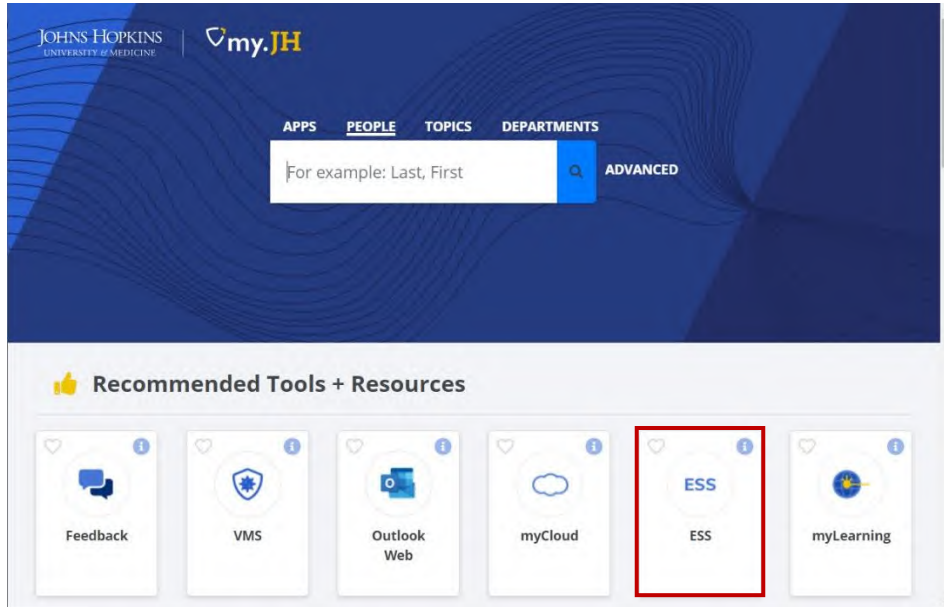 JOHNS HOPKINS
UNIVERSITY & MEDICINE
my.JH
APPS PEOPLE TOPICS DEPARTMENTS
For example: Last, First
ADVANCED
Recommended Tools + Resources
Feedback
VMS
Outlook
Web
myCloud
ESS
ESS
myLearning